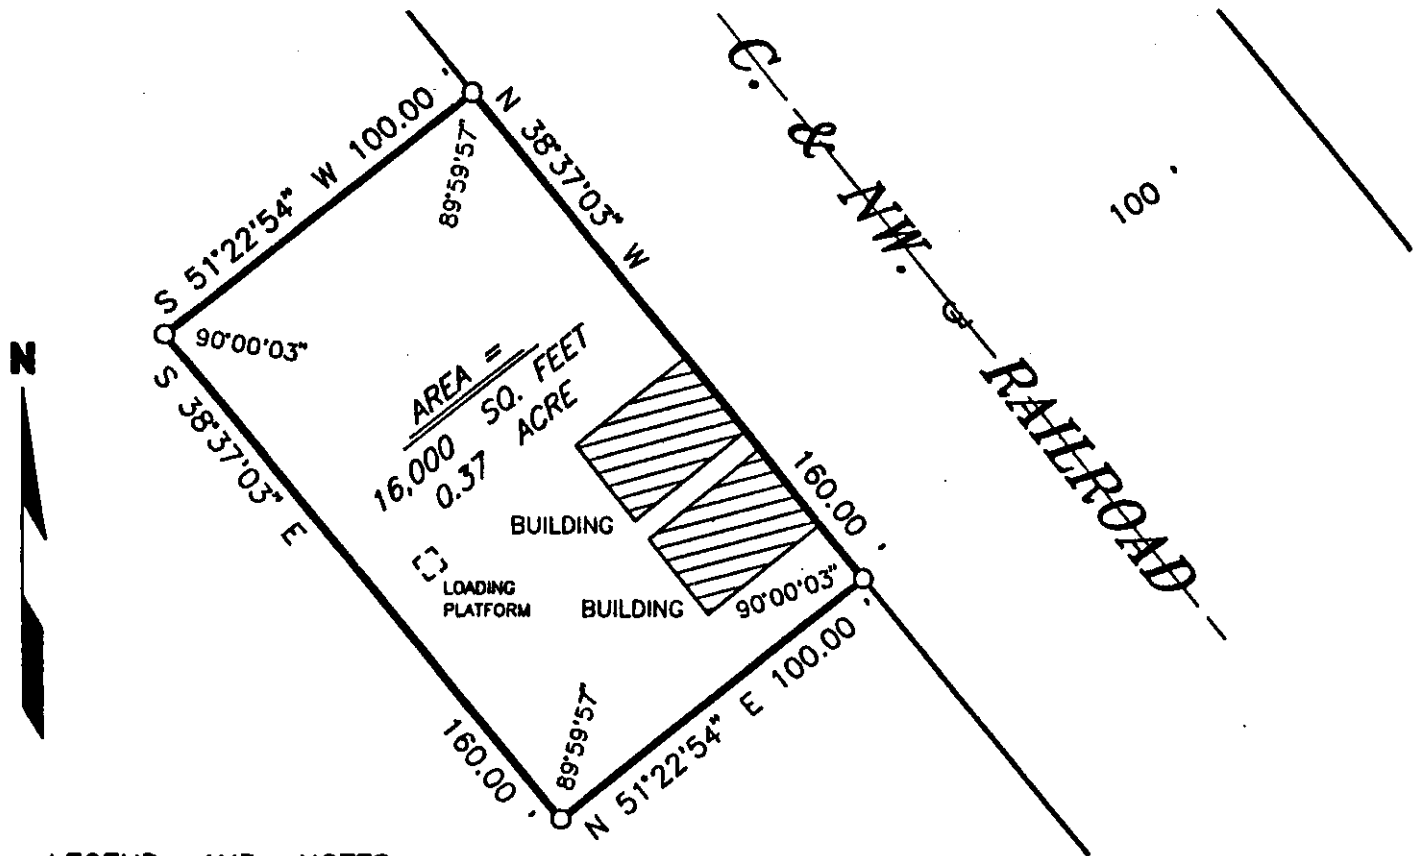 C. & NW. RAILROAD
100 '
S 51°22'54" W 100.00 '
N 38°37'03" W
160.00 '
89°59'57"
90°00'03"
N
S 38°37'03" E
160.00 '
AREA =
16,000 SQ. FEET
0.37 ACRE
BUILDING
LOADING
PLATFORM
BUILDING
90°00'03"
89°59'57"
N 51°22'54" E 100.00 '
LEGEND AND NOTES